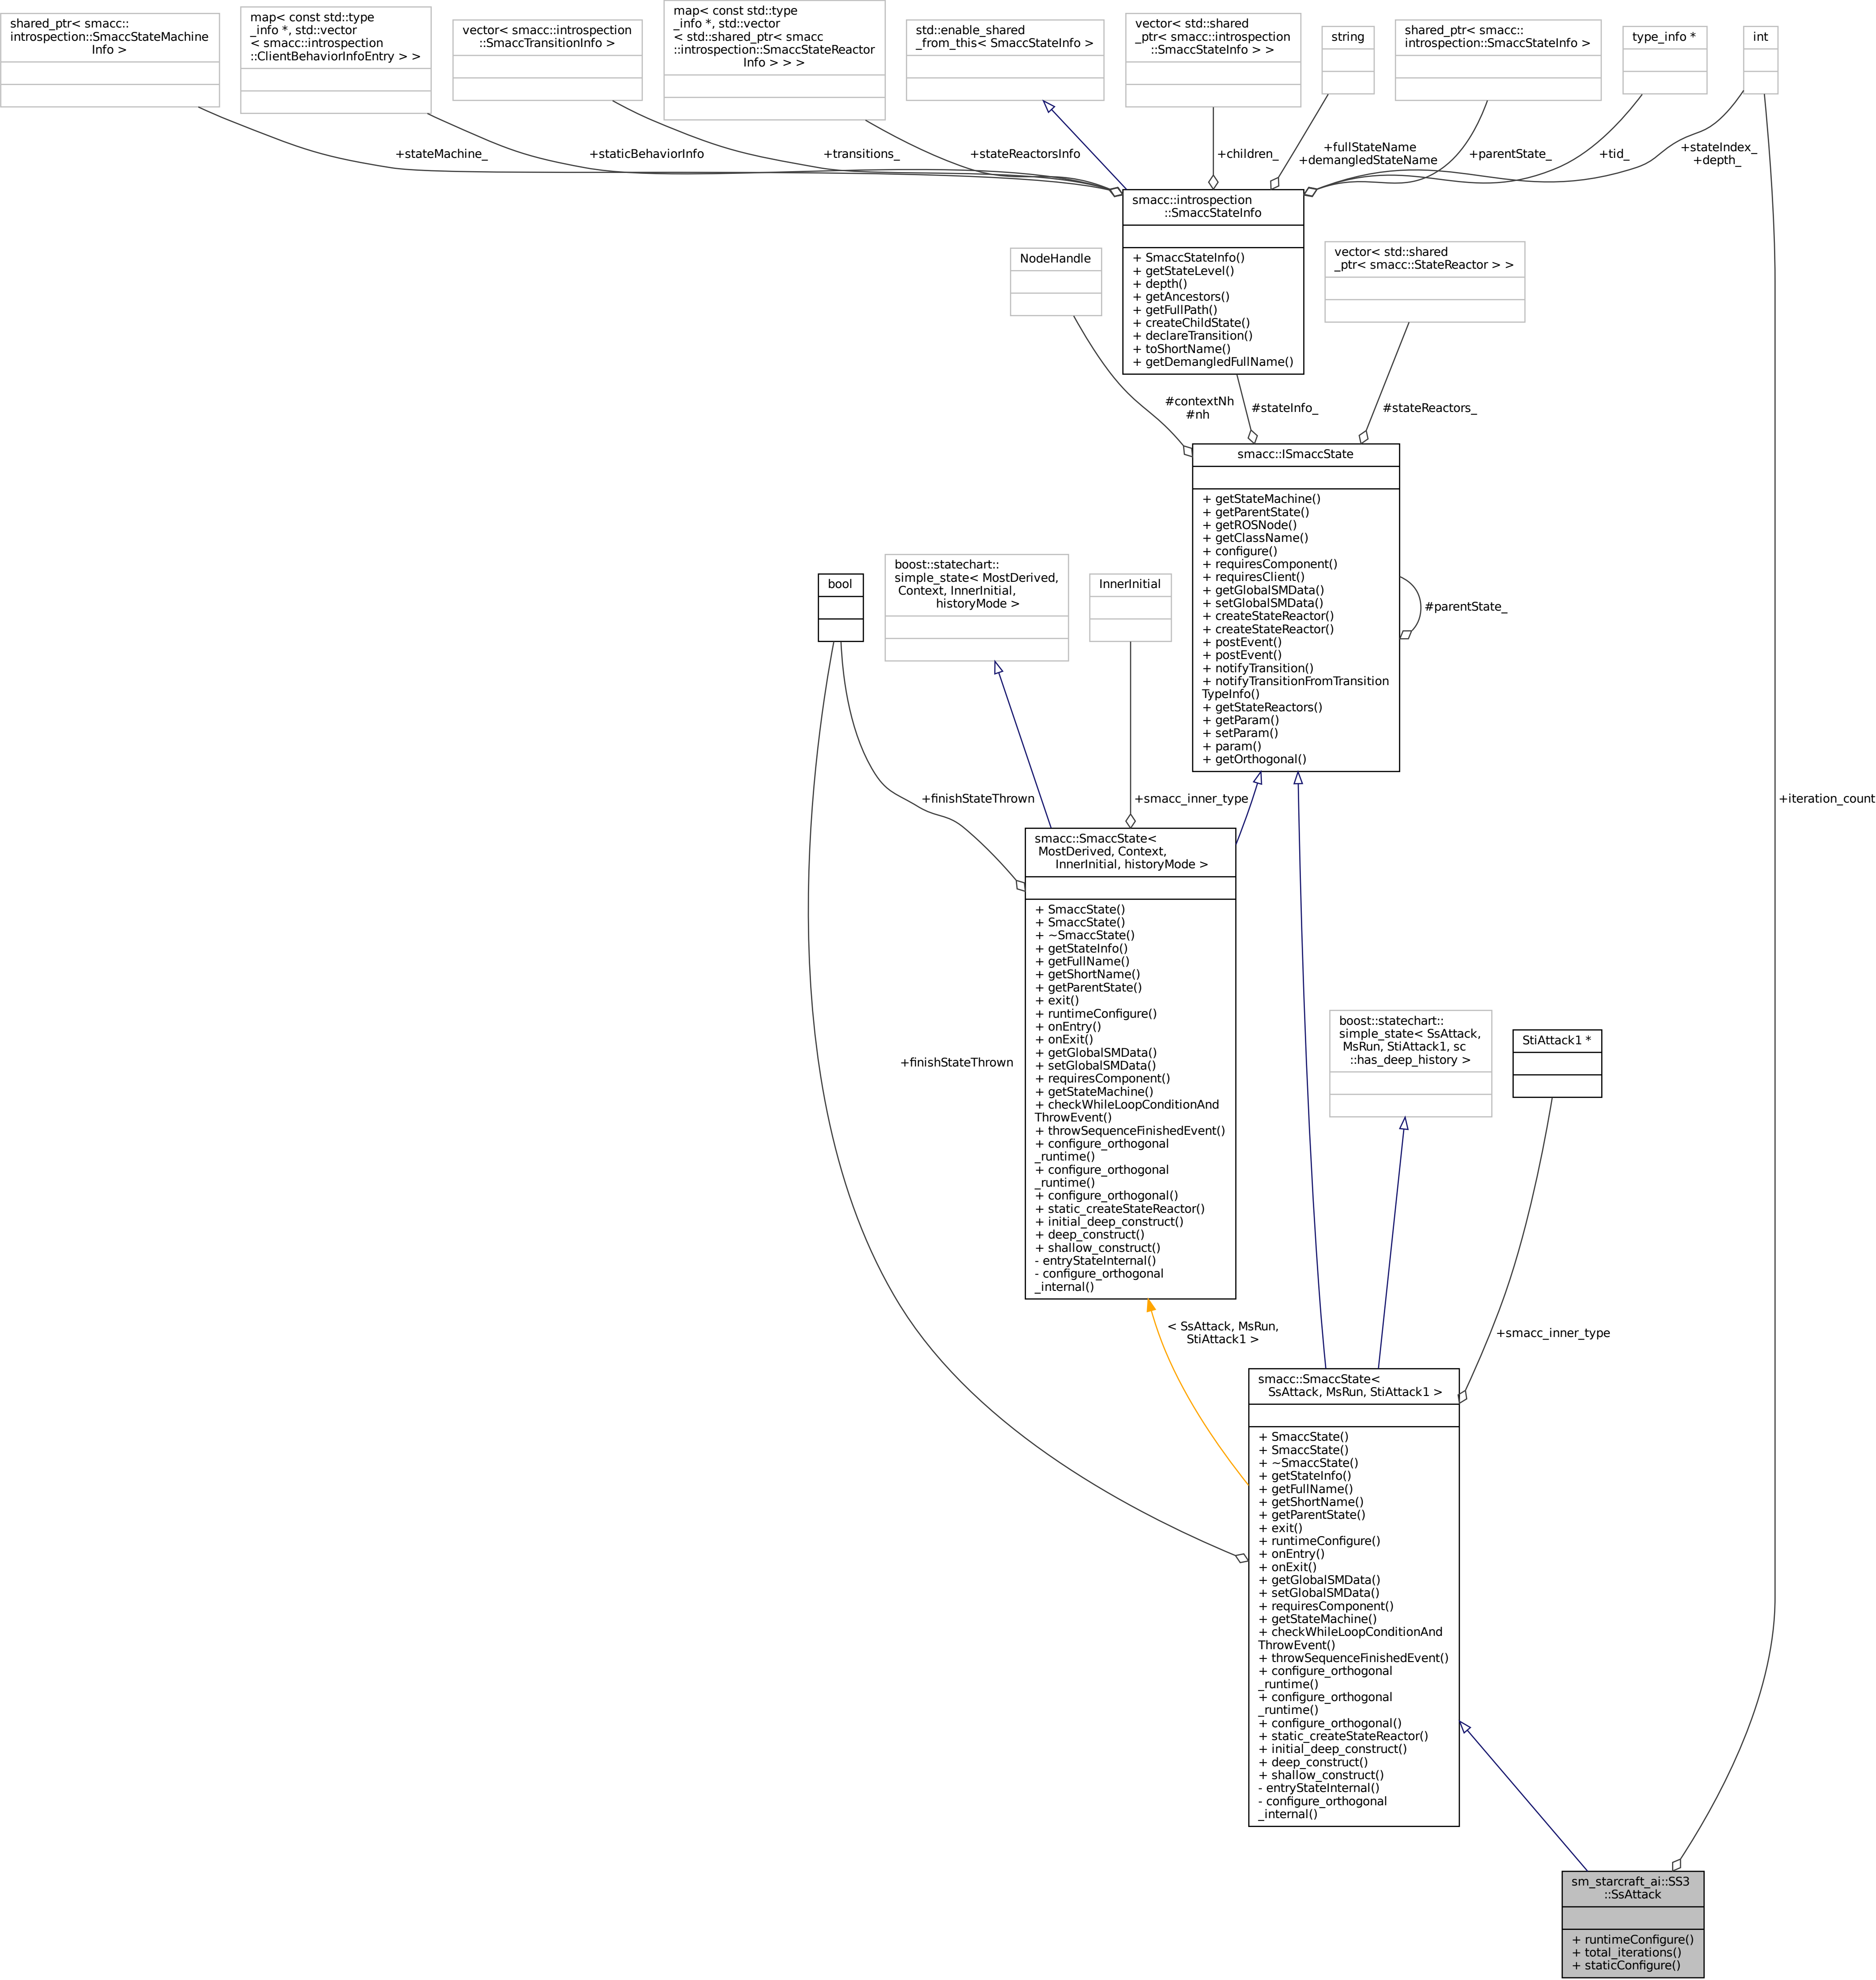 shared_ptr< smacc::
introspection::SmaccStateMachine
Info >
map< const std::type
_info *, std::vector
< smacc::introspection
::ClientBehaviorInfoEntry > >
vector< smacc::introspection
::SmaccTransitionInfo >
map< const std::type
_info *, std::vector
< std::shared_ptr< smacc
::introspection::SmaccStateReactor
Info > > >
std::enable_shared
_from_this< SmaccStateInfo >
vector< std::shared
_ptr< smacc::introspection
::SmaccStateInfo > >
string
shared_ptr< smacc::
introspection::SmaccStateInfo >
type_info *
int
+stateMachine_
+staticBehaviorInfo
+transitions_
+stateReactorsInfo
+children_
+fullStateName
+demangledStateName
+parentState_
+tid_
+stateIndex_
+depth_
smacc::introspection
::SmaccStateInfo
+ SmaccStateInfo()
+ getStateLevel()
+ depth()
+ getAncestors()
+ getFullPath()
+ createChildState()
+ declareTransition()
+ toShortName()
+ getDemangledFullName()
NodeHandle
vector< std::shared
_ptr< smacc::StateReactor > >
#contextNh
#nh
#stateInfo_
#stateReactors_
smacc::ISmaccState
+ getStateMachine()
+ getParentState()
+ getROSNode()
+ getClassName()
+ configure()
+ requiresComponent()
+ requiresClient()
+ getGlobalSMData()
+ setGlobalSMData()
+ createStateReactor()
+ createStateReactor()
+ postEvent()
+ postEvent()
+ notifyTransition()
+ notifyTransitionFromTransition
TypeInfo()
+ getStateReactors()
+ getParam()
+ setParam()
+ param()
+ getOrthogonal()
#parentState_
bool
boost::statechart::
simple_state< MostDerived,
Context, InnerInitial,
historyMode >
InnerInitial
+finishStateThrown
+smacc_inner_type
+iteration_count
smacc::SmaccState<
MostDerived, Context,
InnerInitial, historyMode >
+ SmaccState()
+ SmaccState()
+ ~SmaccState()
+ getStateInfo()
+ getFullName()
+ getShortName()
+ getParentState()
+ exit()
+ runtimeConfigure()
+ onEntry()
+ onExit()
+ getGlobalSMData()
+ setGlobalSMData()
+ requiresComponent()
+ getStateMachine()
+ checkWhileLoopConditionAnd
ThrowEvent()
+ throwSequenceFinishedEvent()
+ configure_orthogonal
_runtime()
+ configure_orthogonal
_runtime()
+ configure_orthogonal()
+ static_createStateReactor()
+ initial_deep_construct()
+ deep_construct()
+ shallow_construct()
- entryStateInternal()
- configure_orthogonal
_internal()
+finishStateThrown
boost::statechart::
simple_state< SsAttack,
MsRun, StiAttack1, sc
::has_deep_history >
StiAttack1 *
< SsAttack, MsRun,
StiAttack1 >
+smacc_inner_type
smacc::SmaccState<
SsAttack, MsRun, StiAttack1 >
+ SmaccState()
+ SmaccState()
+ ~SmaccState()
+ getStateInfo()
+ getFullName()
+ getShortName()
+ getParentState()
+ exit()
+ runtimeConfigure()
+ onEntry()
+ onExit()
+ getGlobalSMData()
+ setGlobalSMData()
+ requiresComponent()
+ getStateMachine()
+ checkWhileLoopConditionAnd
ThrowEvent()
+ throwSequenceFinishedEvent()
+ configure_orthogonal
_runtime()
+ configure_orthogonal
_runtime()
+ configure_orthogonal()
+ static_createStateReactor()
+ initial_deep_construct()
+ deep_construct()
+ shallow_construct()
- entryStateInternal()
- configure_orthogonal
_internal()
sm_starcraft_ai::SS3
::SsAttack
+ runtimeConfigure()
+ total_iterations()
+ staticConfigure()